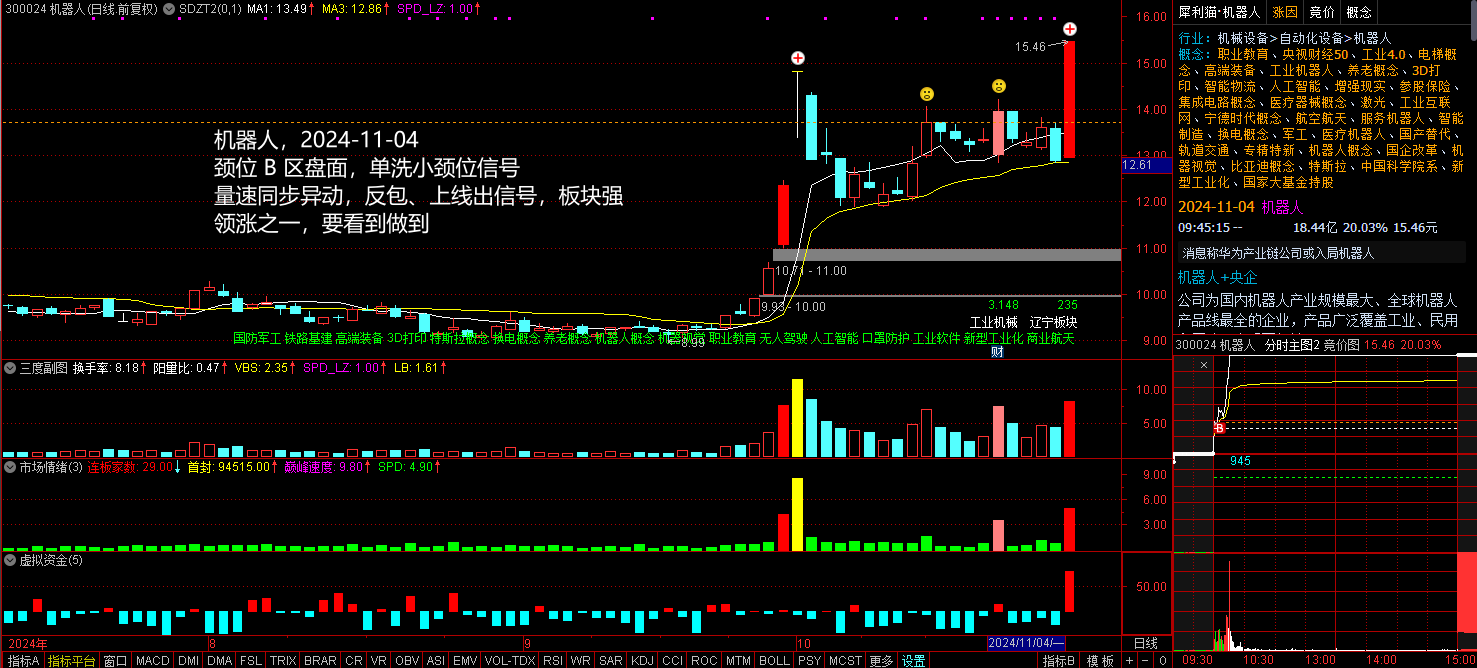 300024 机器人(日线.前复权) SDZT2(0,1) MA1: 13.49↑ MA3: 12.86↑ SPD_LZ: 1.00↑
16.00
15.00
14.00
13.00
12.61
12.00
11.00
10.00
9.00
15.46
机器人，2024-11-04
颈位 B 区盘面，单洗小颈位信号
量速同步异动，反包、上线出信号，板块强
领涨之一，要看到做到
10.71 - 11.00
9.93 - 10.00
8.99
3.148 235
工业机械 辽宁板块
国防军工 铁路基建 高端装备 3D打印 特斯拉概念 换电概念 养老概念 机器人概念 机器视觉 职业教育 无人驾驶 人工智能 口罩防护 工业软件 新型工业化 商业航天
财
三度副图 换手率: 8.18↑ 阳量比: 0.47↑ VBS: 2.35↑ SPD_LZ: 1.00↑ LB: 1.61↑
10.00
5.00
市场情绪(3) 连板家数: 29.00↓ 首封: 94515.00↑ 巅峰速度: 9.80↑ SPD: 4.90↑
9.00
6.00
3.00
虚拟资金(5)
50.00
2024年 8 9 10 2024/11/04/一 日线
指标A 指标平台 窗口 MACD DMI DMA FSL TRIX BRAR CR VR OBV ASI EMV VOL-TDX RSI WR SAR KDJ CCI ROC MTM BOLL PSY MCST 更多 设置 指标B 模板 + - 0
犀利猫·机器人 涨因 竞价 概念
行业：机械设备>自动化设备>机器人
概念：职业教育、央视财经50、工业4.0、电梯概
念、高端装备、工业机器人、养老概念、3D打
印、智能物流、人工智能、增强现实、参股保险、
集成电路概念、医疗器械概念、激光、工业互联
网、宁德时代概念、航空航天、服务机器人、智能
制造、换电概念、军工、医疗机器人、国产替代、
轨道交通、专精特新、机器人概念、国企改革、机
器视觉、比亚迪概念、特斯拉、中国科学院系、新
型工业化、国家大基金持股
2024-11-04 机器人
09:45:15 -- 18.44亿 20.03% 15.46元
消息称华为产业链公司或入局机器人
机器人+央企
公司为国内机器人产业规模最大、全球机器人
产品线最全的企业，产品广泛覆盖工业、民用
300024 机器人 分时主图2 竞价图 15.46 20.03%
×
B
945
09:30 10:30 13:00 14:00 15:00